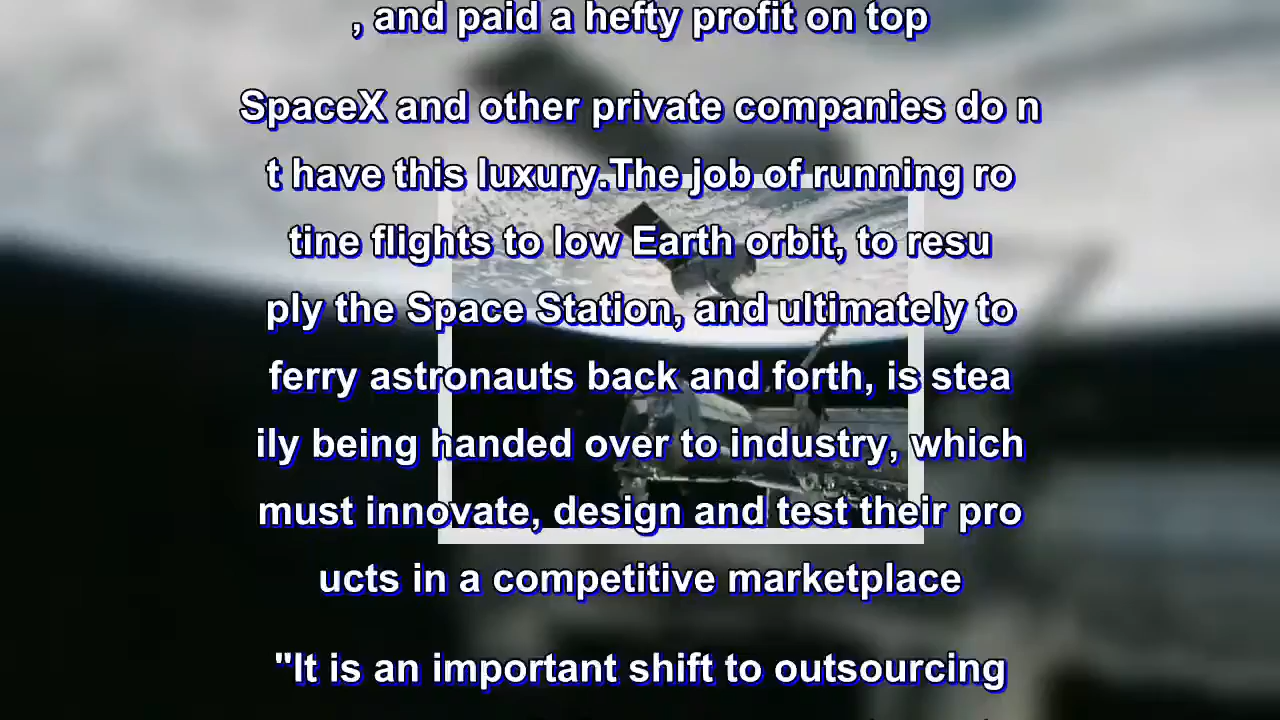 , and paid a hefty profit on top
SpaceX and other private companies do n
t have this luxury.The job of running ro
tine flights to low Earth orbit, to resu
ply the Space Station, and ultimately to
ferry astronauts back and forth, is stea
ily being handed over to industry, which
must innovate, design and test their pro
ucts in a competitive marketplace
"It is an important shift to outsourcing